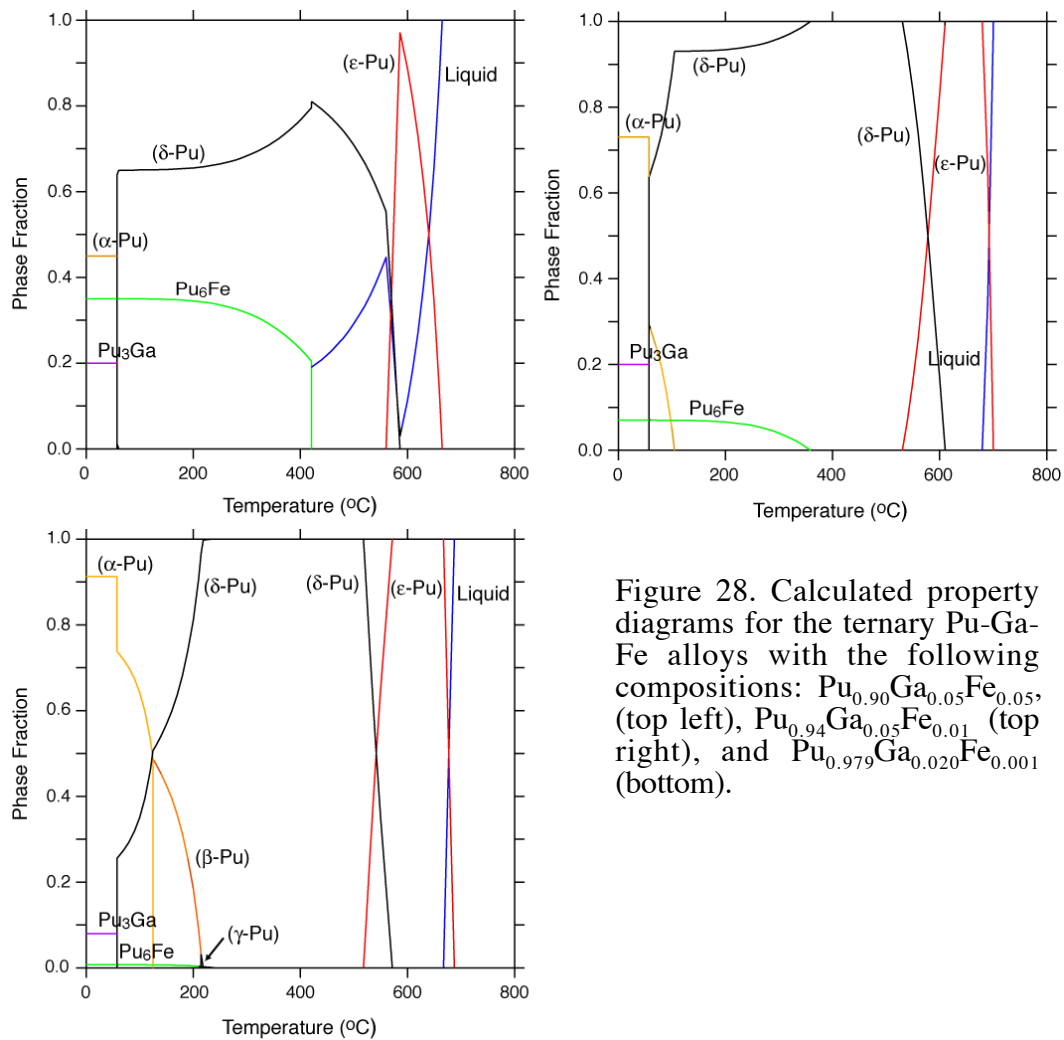 1.0
0.8
0.6
0.4
0.2
0.0
Phase Fraction
(ε-Pu)
Liquid
(δ-Pu)
(α-Pu)
Pu₆Fe
Pu₃Ga
0 200 400 600 800
Temperature (ºC)
1.0
0.8
0.6
0.4
0.2
0.0
Phase Fraction
(δ-Pu)
(α-Pu)
(δ-Pu)
(ε-Pu)
Pu₃Ga
Liquid
Pu₆Fe
0 200 400 600 800
Temperature (ºC)
1.0
0.8
0.6
0.4
0.2
0.0
Phase Fraction
(α-Pu)
(δ-Pu)
(δ-Pu)
(ε-Pu)
Liquid
(β-Pu)
Pu₃Ga
(γ-Pu)
Pu₆Fe
0 200 400 600 800
Temperature (ºC)
Figure 28. Calculated property
diagrams for the ternary Pu-Ga-
Fe alloys with the following
compositions: Pu₀.₉₀Ga₀.₀₅Fe₀.₀₅,
(top left), Pu₀.₉₄Ga₀.₀₅Fe₀.₀₁ (top
right), and Pu₀.₉₇₉Ga₀.₀₂₀Fe₀.₀₀₁
(bottom).